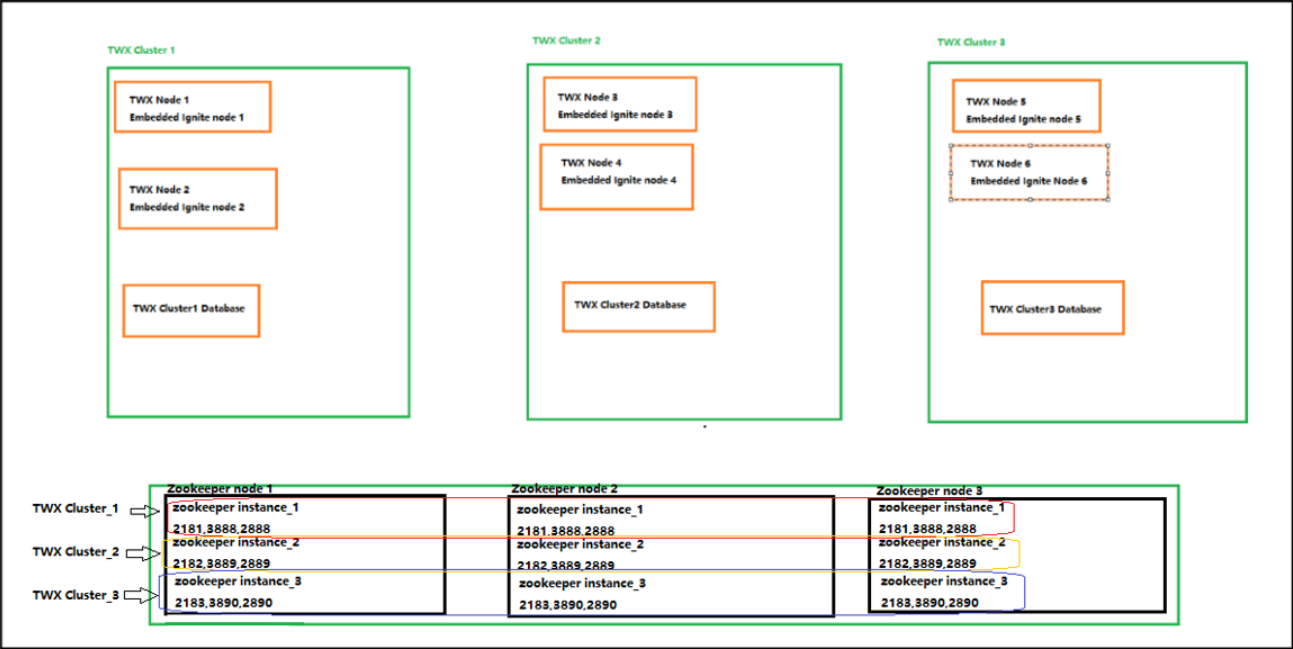 TWX Cluster 1
TWX Node 1
Embedded Ignite node 1
TWX Node 2
Embedded Ignite node 2
TWX Cluster1 Database
TWX Cluster 2
TWX Node 3
Embedded Ignite node 3
TWX Node 4
Embedded Ignite node 4
TWX Cluster2 Database
TWX Cluster 3
TWX Node 5
Embedded Ignite node 5
TWX Node 6
Embedded Ignite Node 6
TWX Cluster3 Database
TWX Cluster_1
TWX Cluster_2
TWX Cluster_3
Zookeeper node 1
zookeeper instance_1
2181,3888,2888
zookeeper instance_2
2182,3889,2889
zookeeper instance_3
2183,3890,2890
Zookeeper node 2
zookeeper instance_1
2181,3888,2888
zookeeper instance_2
2182,3889,2889
zookeeper instance_3
2183,3890,2890
Zookeeper node 3
zookeeper instance_1
2181,3888,2888
zookeeper instance_2
2182,3889,2889
zookeeper instance_3
2183,3890,2890